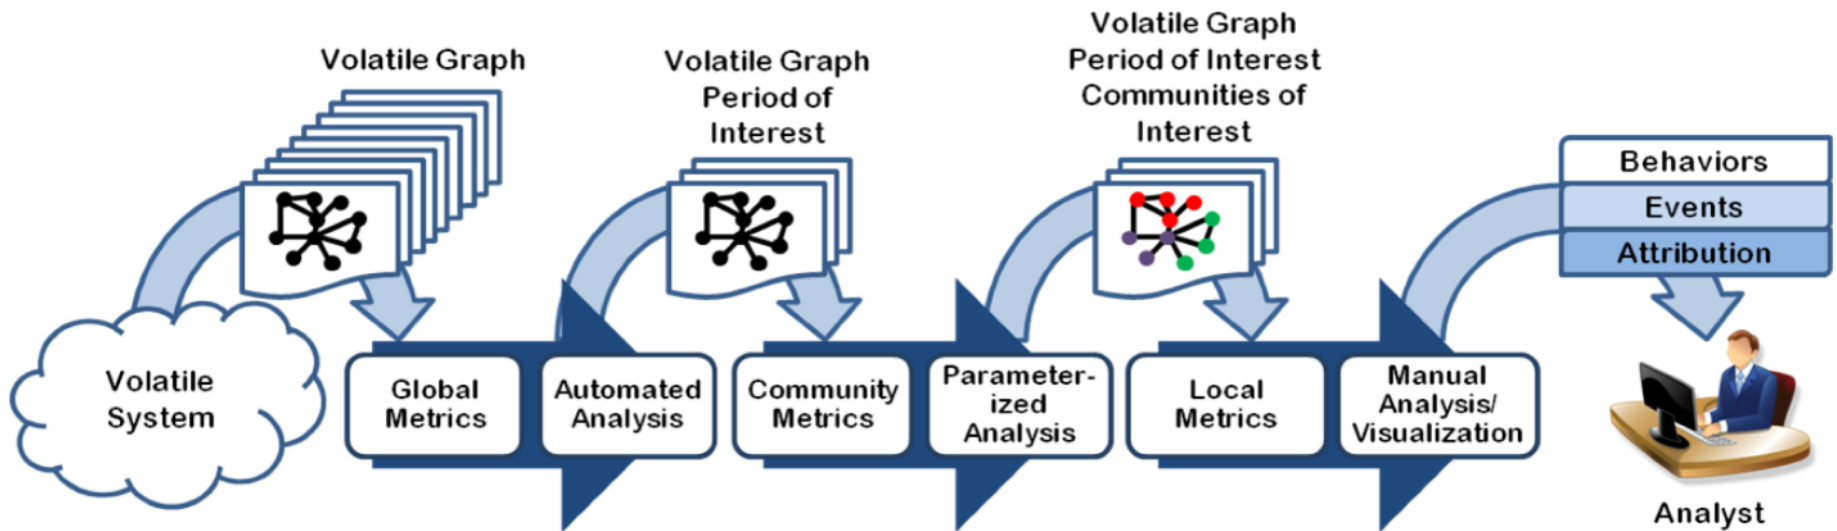 Volatile Graph
Volatile Graph
Period of
Interest
Volatile Graph
Period of Interest
Communities of
Interest
Behaviors
Events
Attribution
Volatile
System
Global
Metrics
Automated
Analysis
Community
Metrics
Parameter-
ized
Analysis
Local
Metrics
Manual
Analysis/
Visualization
Analyst